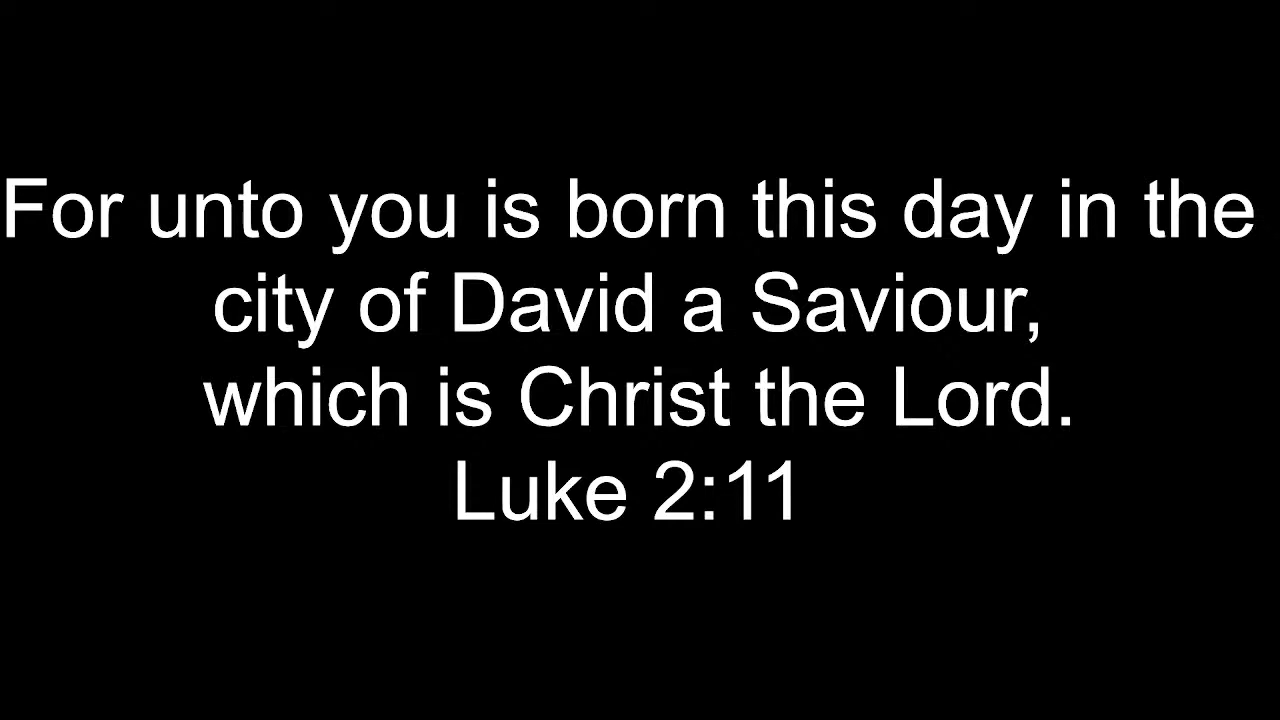 For unto you is born this day in the
city of David a Saviour,
which is Christ the Lord.
Luke 2:11